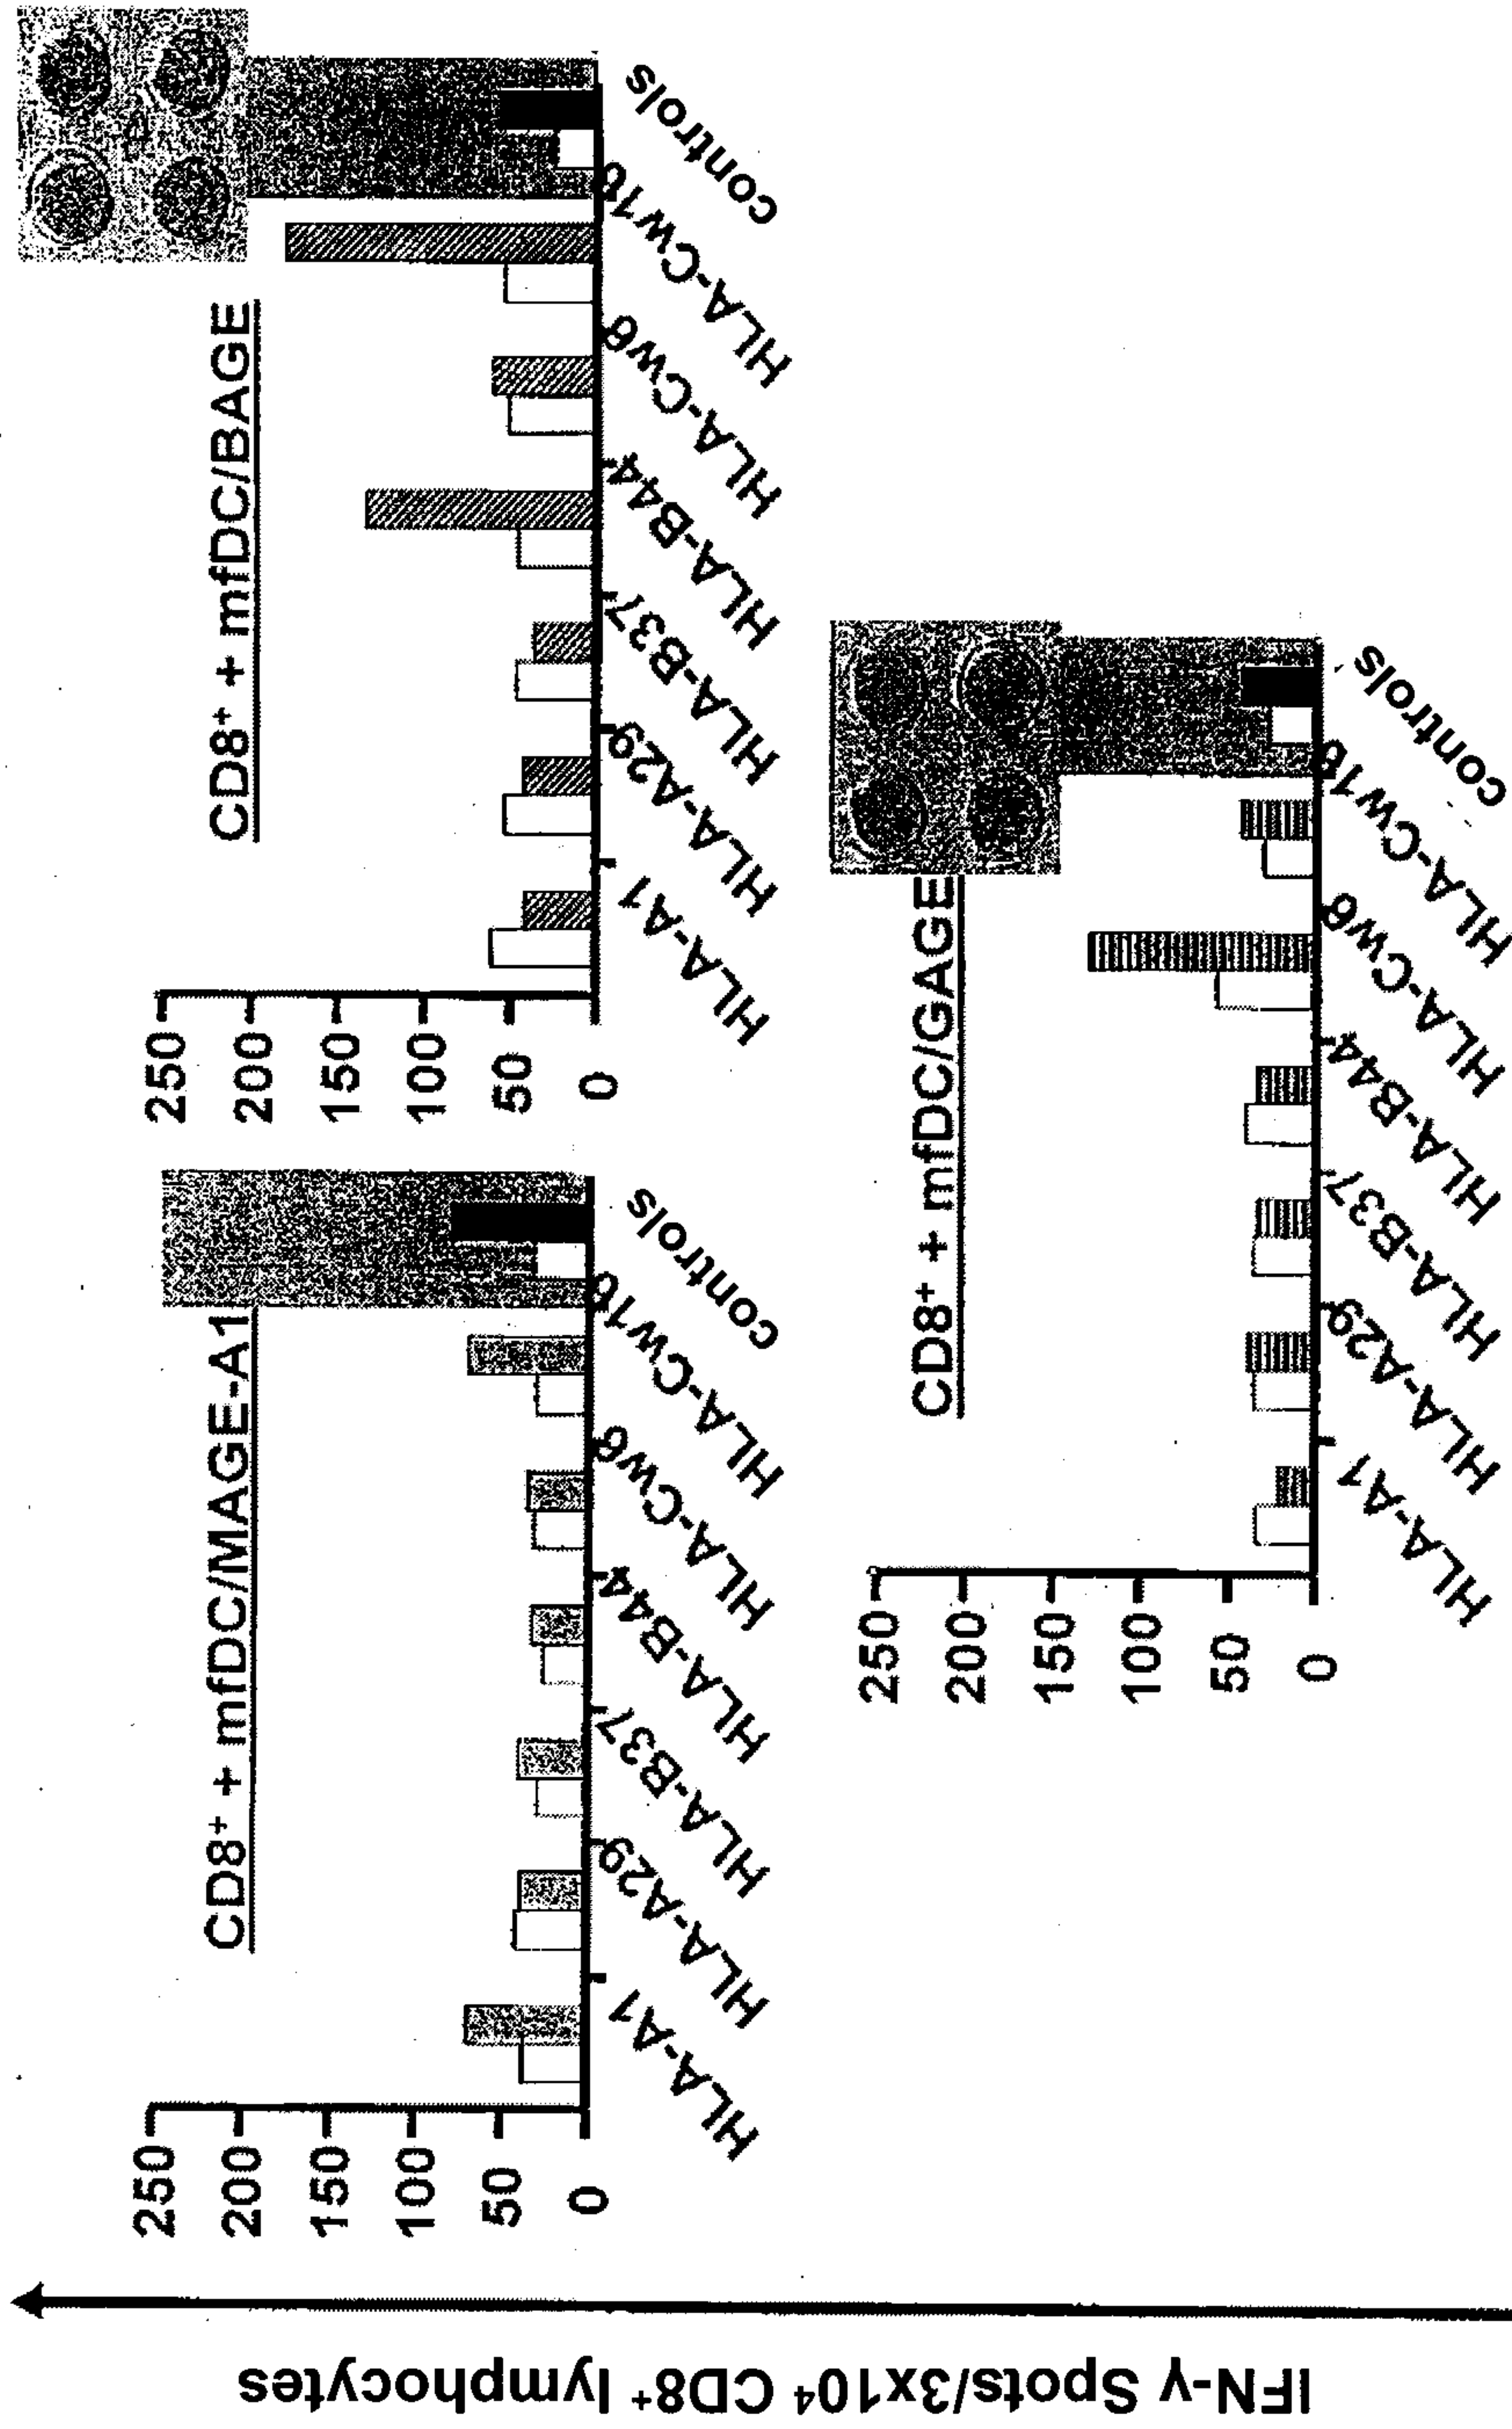 IFN-γ Spots/3x10⁴ CD8⁺ lymphocytes
CD8⁺ + mfDC/MAGE-A1
250
200
150
100
50
0
HLA-A1
HLA-A29
HLA-B37
HLA-B44
HLA-Cw6
HLA-Cw16
controls
CD8⁺ + mfDC/BAGE
250
200
150
100
50
0
HLA-A1
HLA-A29
HLA-B37
HLA-B44
HLA-Cw6
HLA-Cw16
controls
CD8⁺ + mfDC/GAGE
250
200
150
100
50
0
HLA-A1
HLA-A29
HLA-B37
HLA-B44
HLA-Cw6
HLA-Cw16
controls